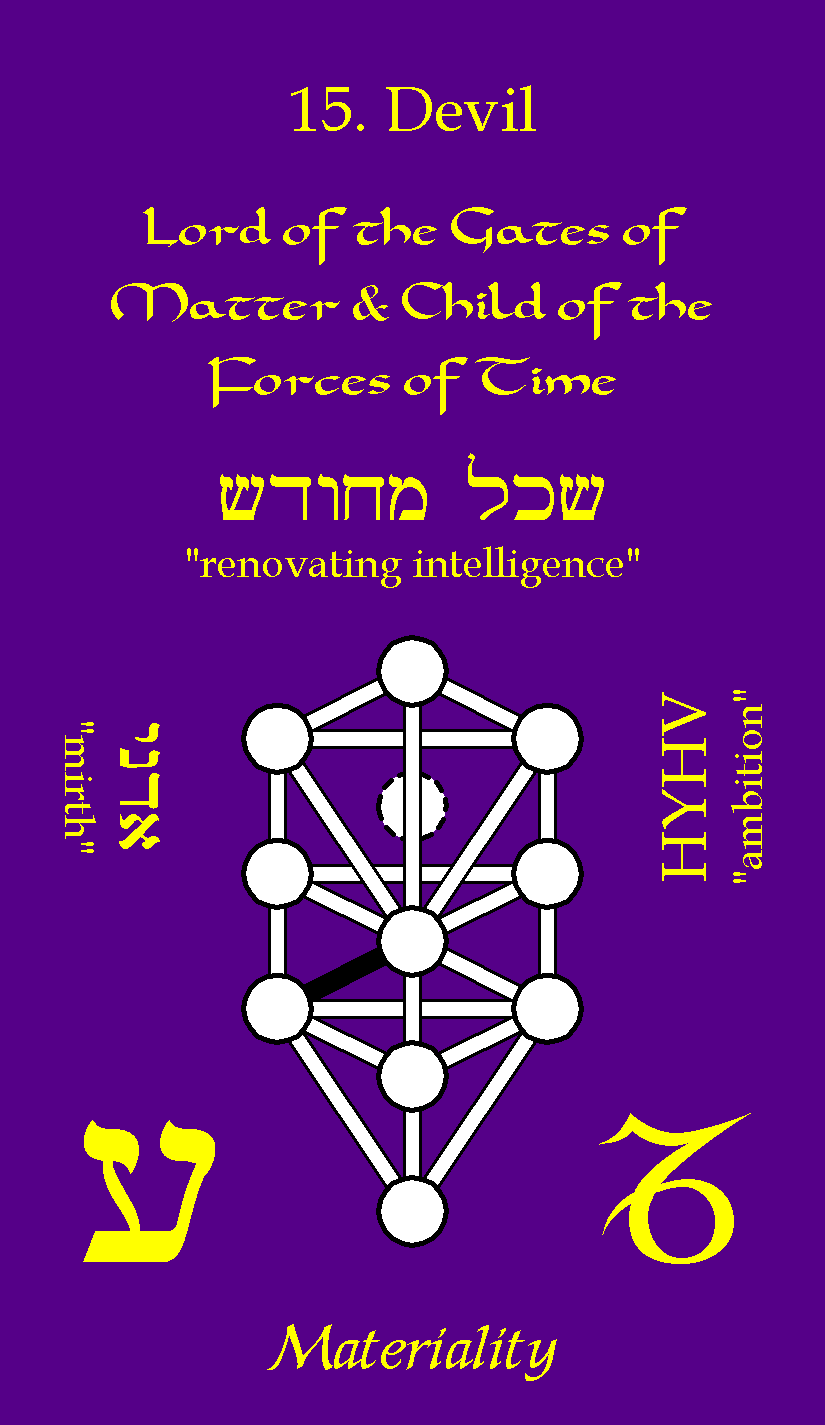 15. Devil
Lord of the Gates of
Matter & Child of the
Forces of Time
שכל מחודש
"renovating intelligence"
אדני
"mirth"
HYHV
"ambition"
ע
♑
Materiality